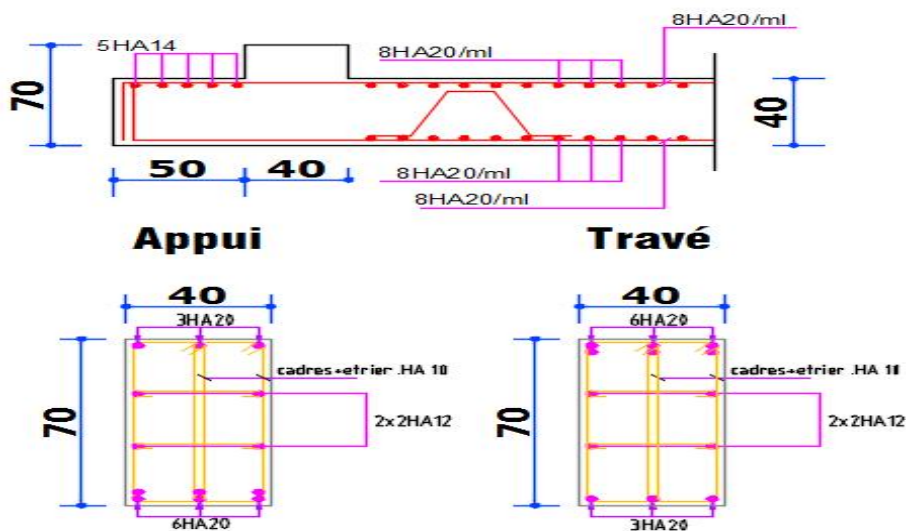 8HA20/ml
5HA14
8HA20/ml
70
40
50
40
8HA20/ml
8HA20/ml
Appui
Travé
40
40
3HA20
6HA20
cadres+etrier .HA 10
cadres+etrier .HA 10
70
2x2HA12
70
2x2HA12
6HA20
3HA20